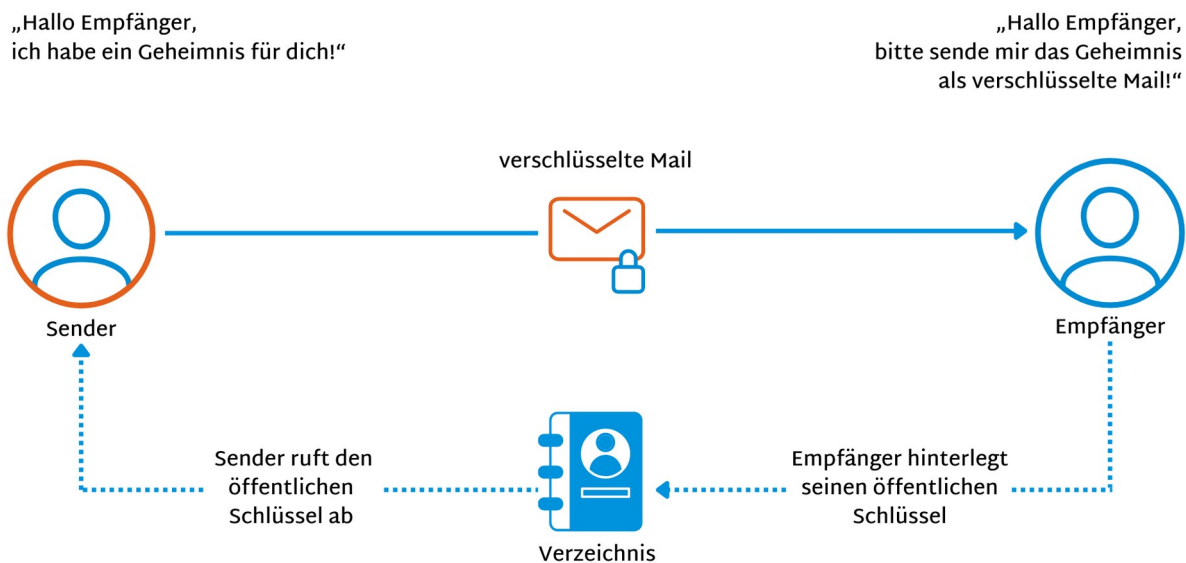 „Hallo Empfänger,
ich habe ein Geheimnis für dich!“
„Hallo Empfänger,
bitte sende mir das Geheimnis
als verschlüsselte Mail!“
verschlüsselte Mail
Sender
Empfänger
Sender ruft den
öffentlichen
Schlüssel ab
Empfänger hinterlegt
seinen öffentlichen
Schlüssel
Verzeichnis